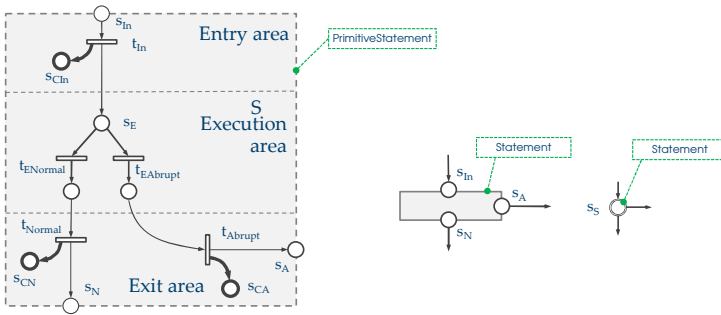 s_In
Entry area
t_In
PrimitiveStatement
s_CIn
S
s_E
Execution
area
t_ENormal
t_EAbrupt
Statement
Statement
s_In
s_A
s_S
s_N
t_Normal
t_Abrupt
s_CN
s_A
s_N
Exit area
s_CA